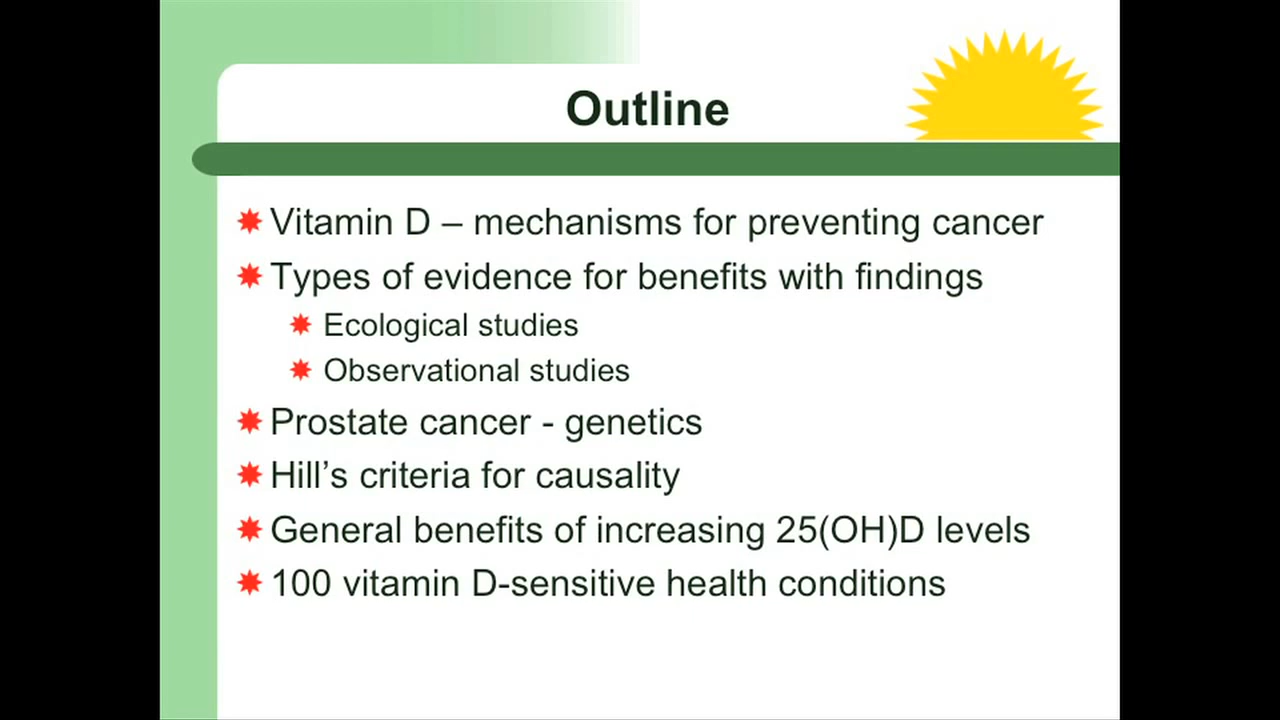 Outline
Vitamin D – mechanisms for preventing cancer
Types of evidence for benefits with findings
Ecological studies
Observational studies
Prostate cancer - genetics
Hill’s criteria for causality
General benefits of increasing 25(OH)D levels
100 vitamin D-sensitive health conditions